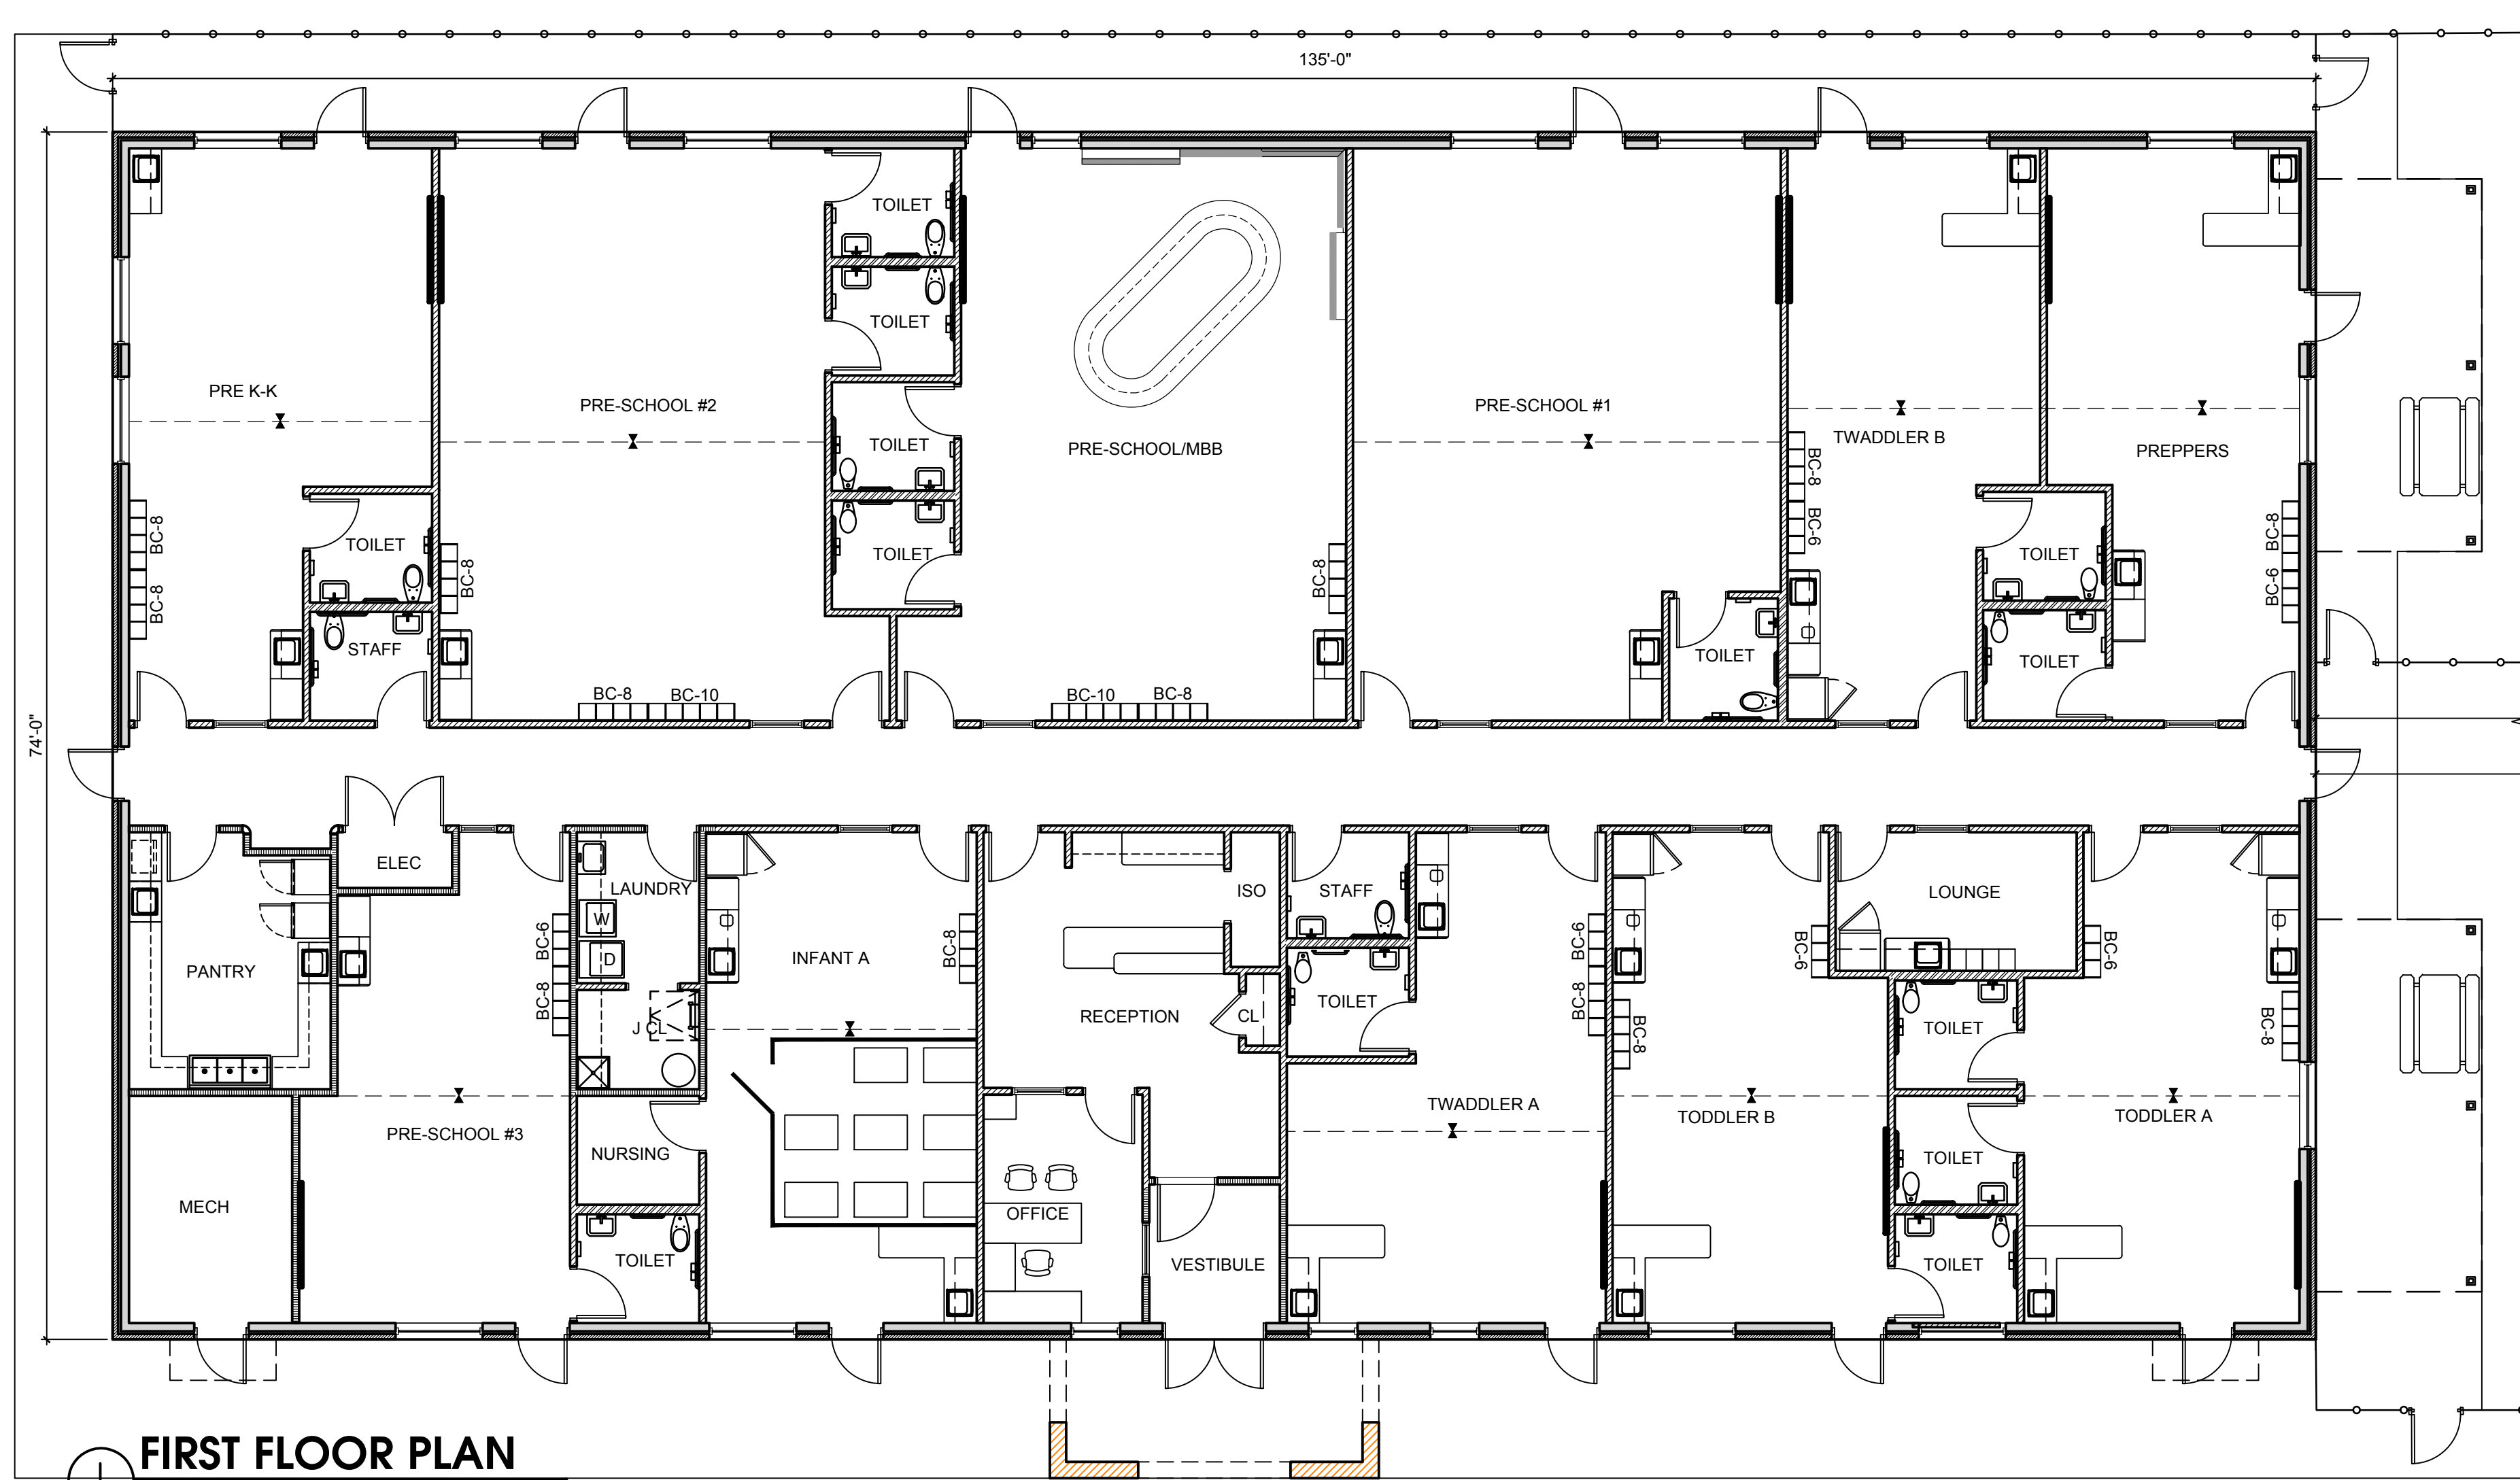 135'-0"
74'-0"
TOILET
TOILET
PRE K-K
PRE-SCHOOL #2
PRE-SCHOOL #1
TOILET
PRE-SCHOOL/MBB
TWADDLER B
PREPPERS
BC-8
BC-6
BC-8
BC-8
TOILET
BC-8
TOILET
BC-8
TOILET
BC-8
BC-6
STAFF
TOILET
TOILET
BC-8
BC-10
BC-10
BC-8
ELEC
LAUNDRY
ISO
STAFF
LOUNGE
W
D
PANTRY
BC-6
BC-8
INFANT A
BC-8
BC-6
BC-8
BC-6
BC-6
J CL
RECEPTION
CL
TOILET
BC-8
TOILET
BC-8
PRE-SCHOOL #3
TWADDLER A
TODDLER B
TODDLER A
NURSING
TOILET
MECH
OFFICE
TOILET
VESTIBULE
TOILET
FIRST FLOOR PLAN